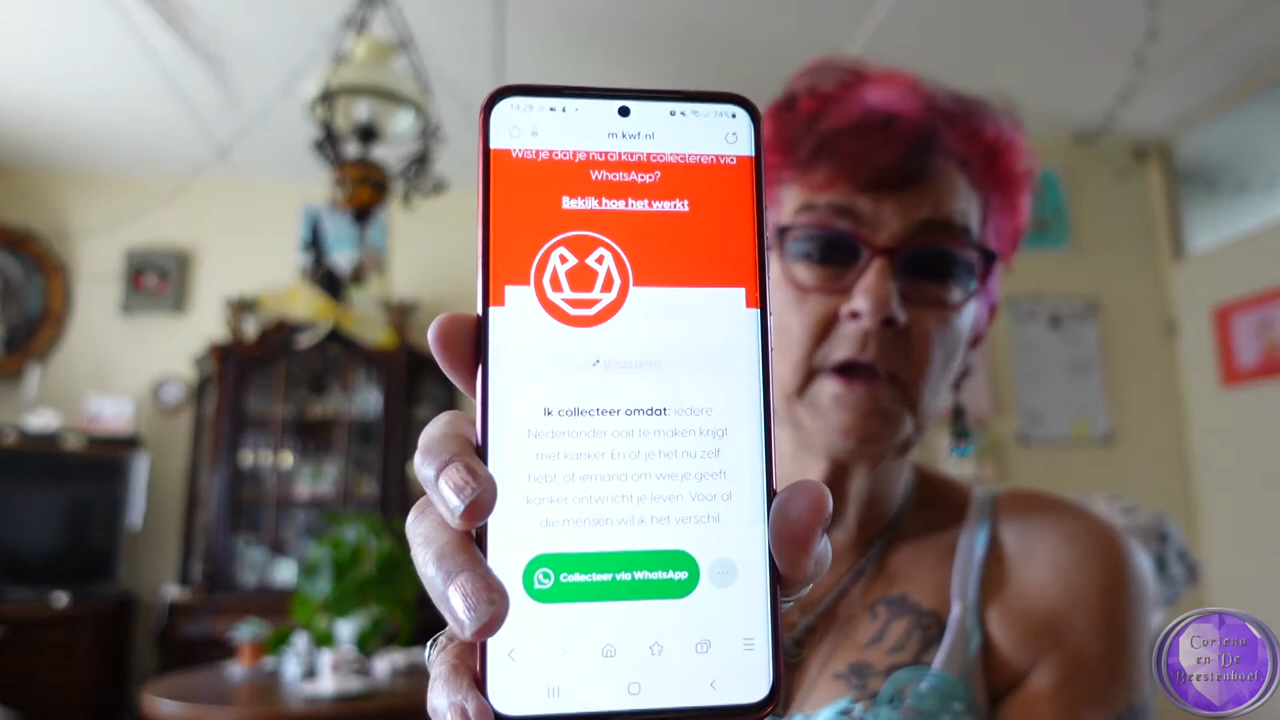 14:28
74%
m.kwf.nl
Wist je dat je nu al kunt collecteren via
WhatsApp?
Bekijk hoe het werkt
Ik collecteer omdat: iedere
Nederlander ooit te maken krijgt
met kanker. En of je het nu zelf
hebt, of iemand om wie je geeft,
kanker ontwricht je leven. Voor al
die mensen wil ik het verschil
Collecteer via WhatsApp
Corlena
en De
Beestenboel